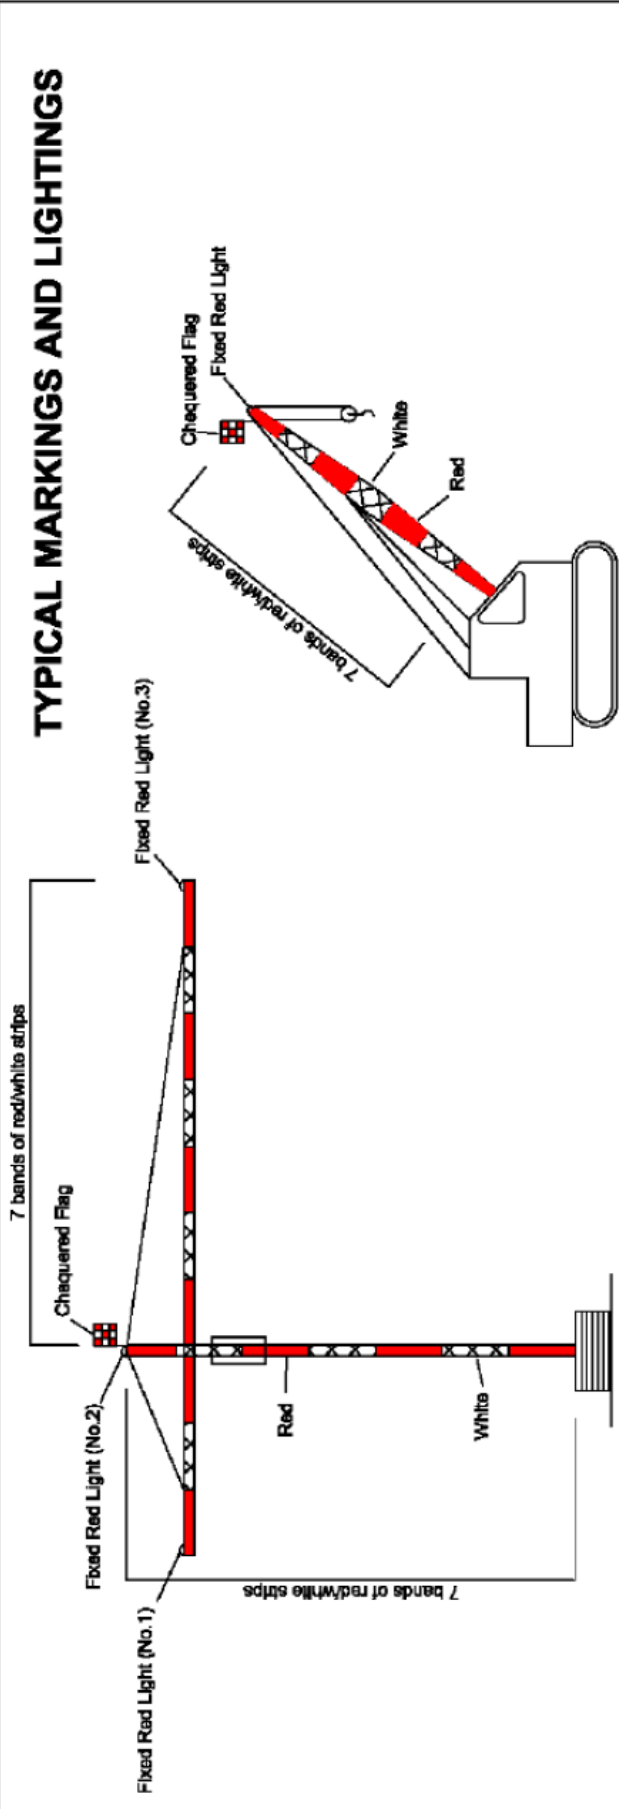 TYPICAL MARKINGS AND LIGHTINGS
7 bands of red/white strips
Chequered Flag
Fixed Red Light (No.2)
Fixed Red Light (No.1)
Fixed Red Light (No.3)
7 bands of red/white strips
Red
White
Chequered Flag
Fixed Red Light
7 bands of red/white strips
White
Red